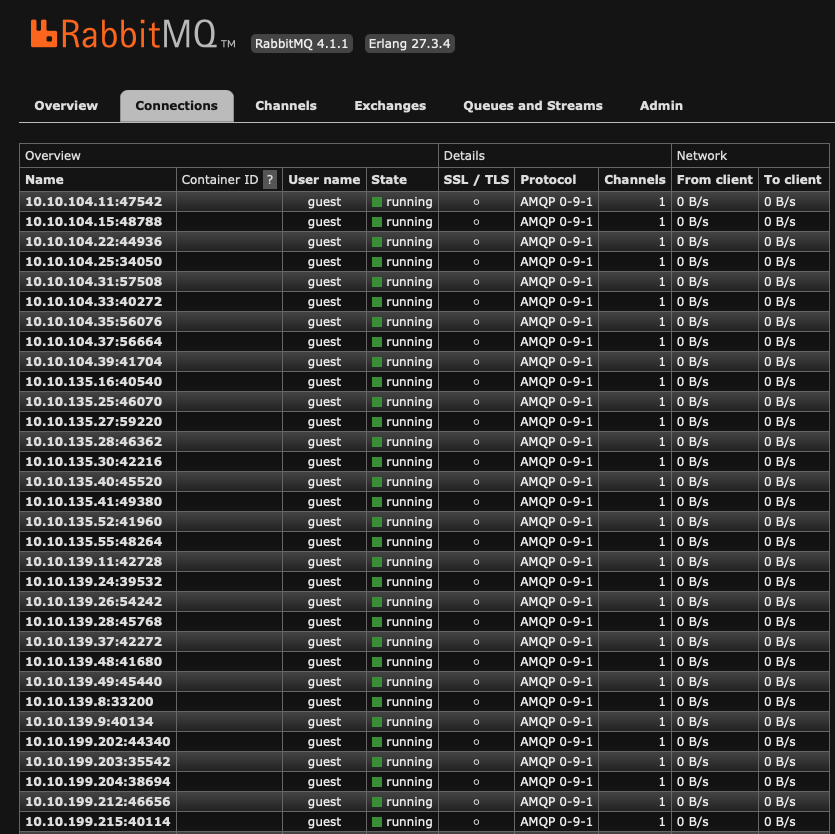 RabbitMQ TM RabbitMQ 4.1.1 Erlang 27.3.4
Overview Connections Channels Exchanges Queues and Streams Admin
Overview Details Network
Name Container ID ? User name State SSL / TLS Protocol Channels From client To client
10.10.104.11:47542 guest running ○ AMQP 0-9-1 1 0 B/s 0 B/s
10.10.104.15:48788 guest running ○ AMQP 0-9-1 1 0 B/s 0 B/s
10.10.104.22:44936 guest running ○ AMQP 0-9-1 1 0 B/s 0 B/s
10.10.104.25:34050 guest running ○ AMQP 0-9-1 1 0 B/s 0 B/s
10.10.104.31:57508 guest running ○ AMQP 0-9-1 1 0 B/s 0 B/s
10.10.104.33:40272 guest running ○ AMQP 0-9-1 1 0 B/s 0 B/s
10.10.104.35:56076 guest running ○ AMQP 0-9-1 1 0 B/s 0 B/s
10.10.104.37:56664 guest running ○ AMQP 0-9-1 1 0 B/s 0 B/s
10.10.104.39:41704 guest running ○ AMQP 0-9-1 1 0 B/s 0 B/s
10.10.135.16:40540 guest running ○ AMQP 0-9-1 1 0 B/s 0 B/s
10.10.135.25:46070 guest running ○ AMQP 0-9-1 1 0 B/s 0 B/s
10.10.135.27:59220 guest running ○ AMQP 0-9-1 1 0 B/s 0 B/s
10.10.135.28:46362 guest running ○ AMQP 0-9-1 1 0 B/s 0 B/s
10.10.135.30:42216 guest running ○ AMQP 0-9-1 1 0 B/s 0 B/s
10.10.135.40:45520 guest running ○ AMQP 0-9-1 1 0 B/s 0 B/s
10.10.135.41:49380 guest running ○ AMQP 0-9-1 1 0 B/s 0 B/s
10.10.135.52:41960 guest running ○ AMQP 0-9-1 1 0 B/s 0 B/s
10.10.135.55:48264 guest running ○ AMQP 0-9-1 1 0 B/s 0 B/s
10.10.139.11:42728 guest running ○ AMQP 0-9-1 1 0 B/s 0 B/s
10.10.139.24:39532 guest running ○ AMQP 0-9-1 1 0 B/s 0 B/s
10.10.139.26:54242 guest running ○ AMQP 0-9-1 1 0 B/s 0 B/s
10.10.139.28:45768 guest running ○ AMQP 0-9-1 1 0 B/s 0 B/s
10.10.139.37:42272 guest running ○ AMQP 0-9-1 1 0 B/s 0 B/s
10.10.139.48:41680 guest running ○ AMQP 0-9-1 1 0 B/s 0 B/s
10.10.139.49:45440 guest running ○ AMQP 0-9-1 1 0 B/s 0 B/s
10.10.139.8:33200 guest running ○ AMQP 0-9-1 1 0 B/s 0 B/s
10.10.139.9:40134 guest running ○ AMQP 0-9-1 1 0 B/s 0 B/s
10.10.199.202:44340 guest running ○ AMQP 0-9-1 1 0 B/s 0 B/s
10.10.199.203:35542 guest running ○ AMQP 0-9-1 1 0 B/s 0 B/s
10.10.199.204:38694 guest running ○ AMQP 0-9-1 1 0 B/s 0 B/s
10.10.199.212:46656 guest running ○ AMQP 0-9-1 1 0 B/s 0 B/s
10.10.199.215:40114 guest running ○ AMQP 0-9-1 1 0 B/s 0 B/s